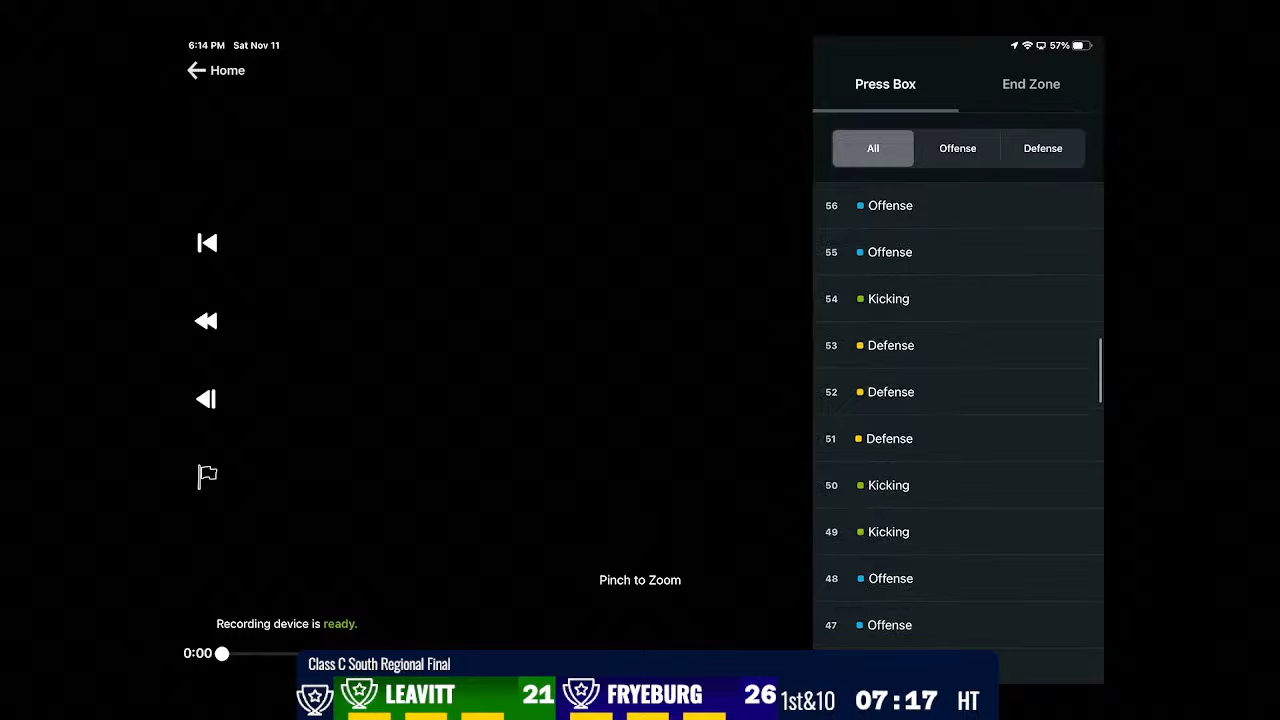 6:14 PM Sat Nov 11
57%
Home
Press Box
End Zone
All
Offense
Defense
56 Offense
55 Offense
54 Kicking
53 Defense
52 Defense
51 Defense
50 Kicking
49 Kicking
48 Offense
47 Offense
Pinch to Zoom
Recording device is ready.
0:00
Class C South Regional Final
LEAVITT 21 FRYEBURG 26 1st&10 07:17 HT